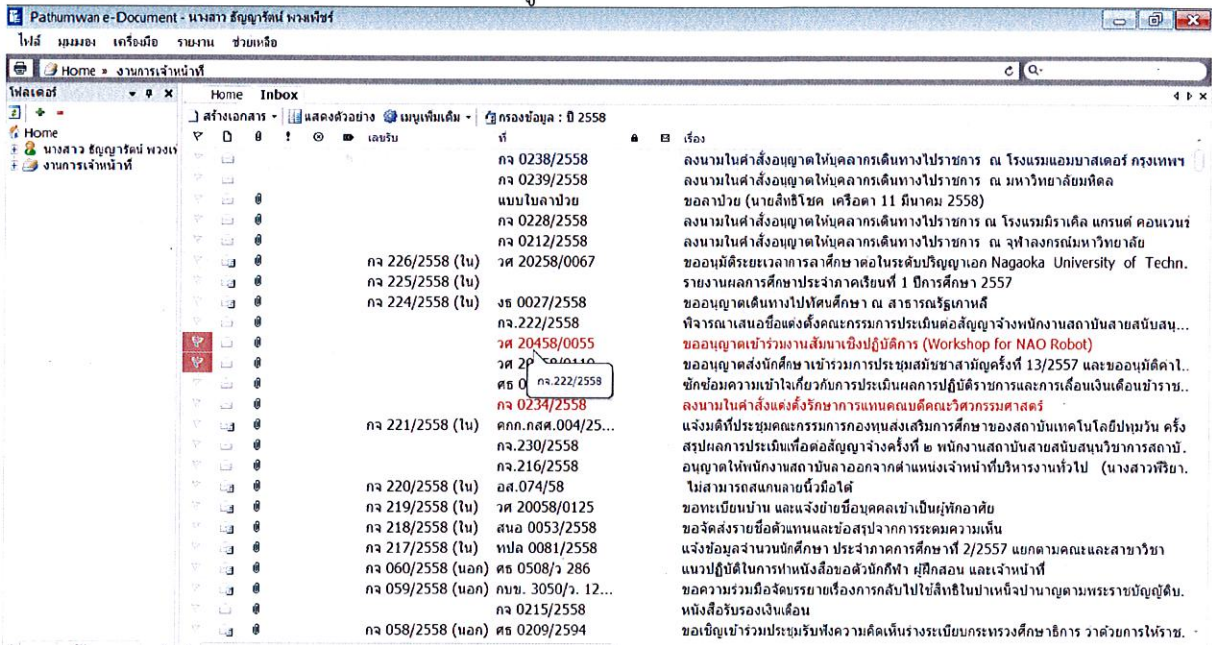 Pathumwan e-Document - นางสาว ธัญญารัตน์ พวงเพ็ชร์
ไฟล์ มุมมอง เครื่องมือ รายงาน ช่วยเหลือ
Home » งานการเจ้าหน้าที่
โฟลเดอร์ Home Inbox
สร้างเอกสาร แสดงตัวอย่าง เมนูเพิ่มเติม กรองข้อมูล : ปี 2558
Home
นางสาว ธัญญารัตน์ พวงเ
งานการเจ้าหน้าที่
เลขรับ ที่ เรื่อง
กจ 0238/2558 ลงนามในคำสั่งอนุญาตให้บุคลากรเดินทางไปราชการ ณ โรงแรมแอมบาสเดอร์ กรุงเทพฯ
กจ 0239/2558 ลงนามในคำสั่งอนุญาตให้บุคลากรเดินทางไปราชการ ณ มหาวิทยาลัยมหิดล
แบบใบลาป่วย ขอลาป่วย (นายสิทธิโชค เครือตา 11 มีนาคม 2558)
กจ 0228/2558 ลงนามในคำสั่งอนุญาตให้บุคลากรเดินทางไปราชการ ณ โรงแรมมิราเคิล แกรนด์ คอนเวนชั
กจ 0212/2558 ลงนามในคำสั่งอนุญาตให้บุคลากรเดินทางไปราชการ ณ จุฬาลงกรณ์มหาวิทยาลัย
กจ 226/2558 (ใน) วศ 20258/0067 ขออนุมัติระยะเวลาการลาศึกษาต่อในระดับปริญญาเอก Nagaoka University of Techn.
กจ 225/2558 (ใน) รายงานผลการศึกษาประจำภาคเรียนที่ 1 ปีการศึกษา 2557
กจ 224/2558 (ใน) งธ 0027/2558 ขออนุญาตเดินทางไปทัศนศึกษา ณ สาธารณรัฐเกาหลี
กจ.222/2558 พิจารณาเสนอชื่อแต่งตั้งคณะกรรมการประเมินต่อสัญญาจ้างพนักงานสถาบันสายสนับสนุ...
วศ 20458/0055 ขออนุญาตเข้าร่วมงานสัมนาเชิงปฏิบัติการ (Workshop for NAO Robot)
วศ 2 ขออนุญาตส่งนักศึกษาเข้าร่วมการประชุมสมัชชาสามัญครั้งที่ 13/2557 และขออนุมัติค่าใ..
ศธ 0 กจ.222/2558 ซักซ้อมความเข้าใจเกี่ยวกับการประเมินผลการปฏิบัติราชการและการเลื่อนเงินเดือนข้าราช..
กจ 0234/2558 ลงนามในคำสั่งแต่งตั้งรักษาการแทนคณบดีคณะวิศวกรรมศาสตร์
กจ 221/2558 (ใน) คกก.กสศ.004/25... แจ้งมติที่ประชุมคณะกรรมการกองทุนส่งเสริมการศึกษาของสถาบันเทคโนโลยีปทุมวัน ครั้ง
กจ.230/2558 สรุปผลการประเมินเพื่อต่อสัญญาจ้างครั้งที่ ๒ พนักงานสถาบันสายสนับสนุนวิชาการ สถาบั.
กจ.216/2558 อนุญาตให้พนักงานสถาบันลาออกจากตำแหน่งเจ้าหน้าที่บริหารงานทั่วไป (นางสาวพีริยา.
กจ 220/2558 (ใน) อส.074/58 ไม่สามารถสแกนลายนิ้วมือได้
กจ 219/2558 (ใน) วศ 20058/0125 ขอทะเบียนบ้าน และแจ้งย้ายชื่อบุคคลเข้าเป็นผู้พักอาศัย
กจ 218/2558 (ใน) สนอ 0053/2558 ขอจัดส่งรายชื่อตัวแทนและข้อสรุปจากการระดมความเห็น
กจ 217/2558 (ใน) ทปล 0081/2558 แจ้งข้อมูลจำนวนนักศึกษา ประจำภาคการศึกษาที่ 2/2557 แยกตามคณะและสาขาวิชา
กจ 060/2558 (นอก) ศธ 0508/ว 286 แนวปฏิบัติในการทำหนังสือขอตัวนักกีฬา ผู้ฝึกสอน และเจ้าหน้าที่
กจ 059/2558 (นอก) กบข. 3050/ว. 12... ขอความร่วมมือจัดบรรยายเรื่องการกลับไปใช้สิทธิในบำเหน็จบำนาญตามพระราชบัญญัติบ.
กจ 0215/2558 หนังสือรับรองเงินเดือน
กจ 058/2558 (นอก) ศธ 0209/2594 ขอเชิญเข้าร่วมประชุมรับฟังความคิดเห็นร่างระเบียบกระทรวงศึกษาธิการ ว่าด้วยการให้ราช.